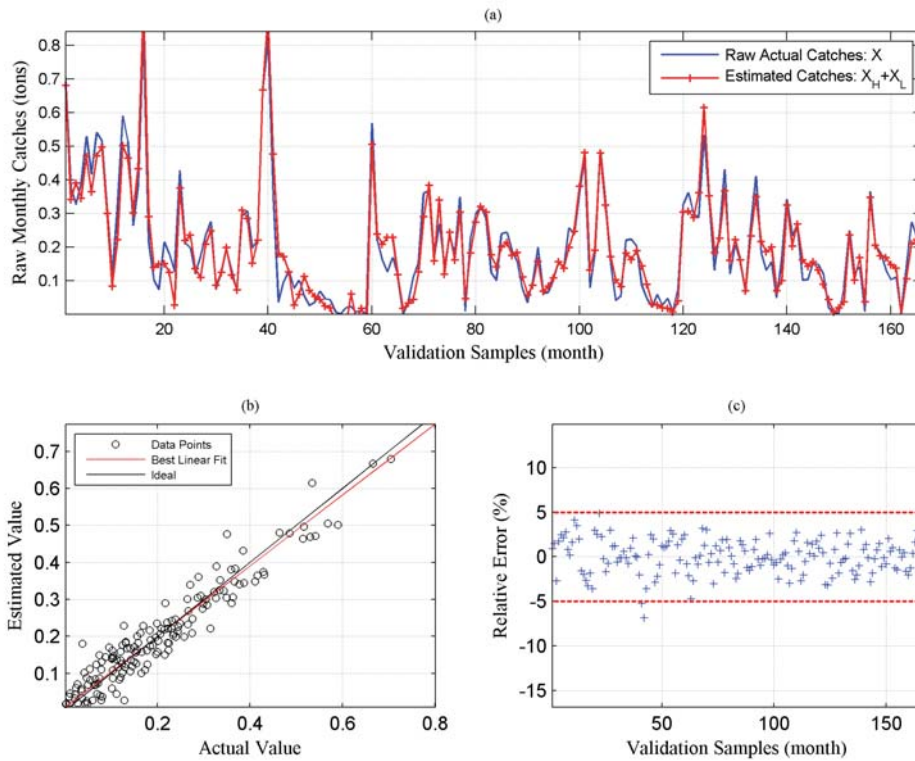 (a)
Raw Monthly Catches (tons)
0.8
0.7
0.6
0.5
0.4
0.3
0.2
0.1
Raw Actual Catches: X
Estimated Catches: X_H+X_L
20 40 60 80 100 120 140 160
Validation Samples (month)
(b)
Estimated Value
0.7
0.6
0.5
0.4
0.3
0.2
0.1
Data Points
Best Linear Fit
Ideal
0.2 0.4 0.6 0.8
Actual Value
(c)
Relative Error (%)
10
5
0
-5
-10
-15
50 100 150
Validation Samples (month)